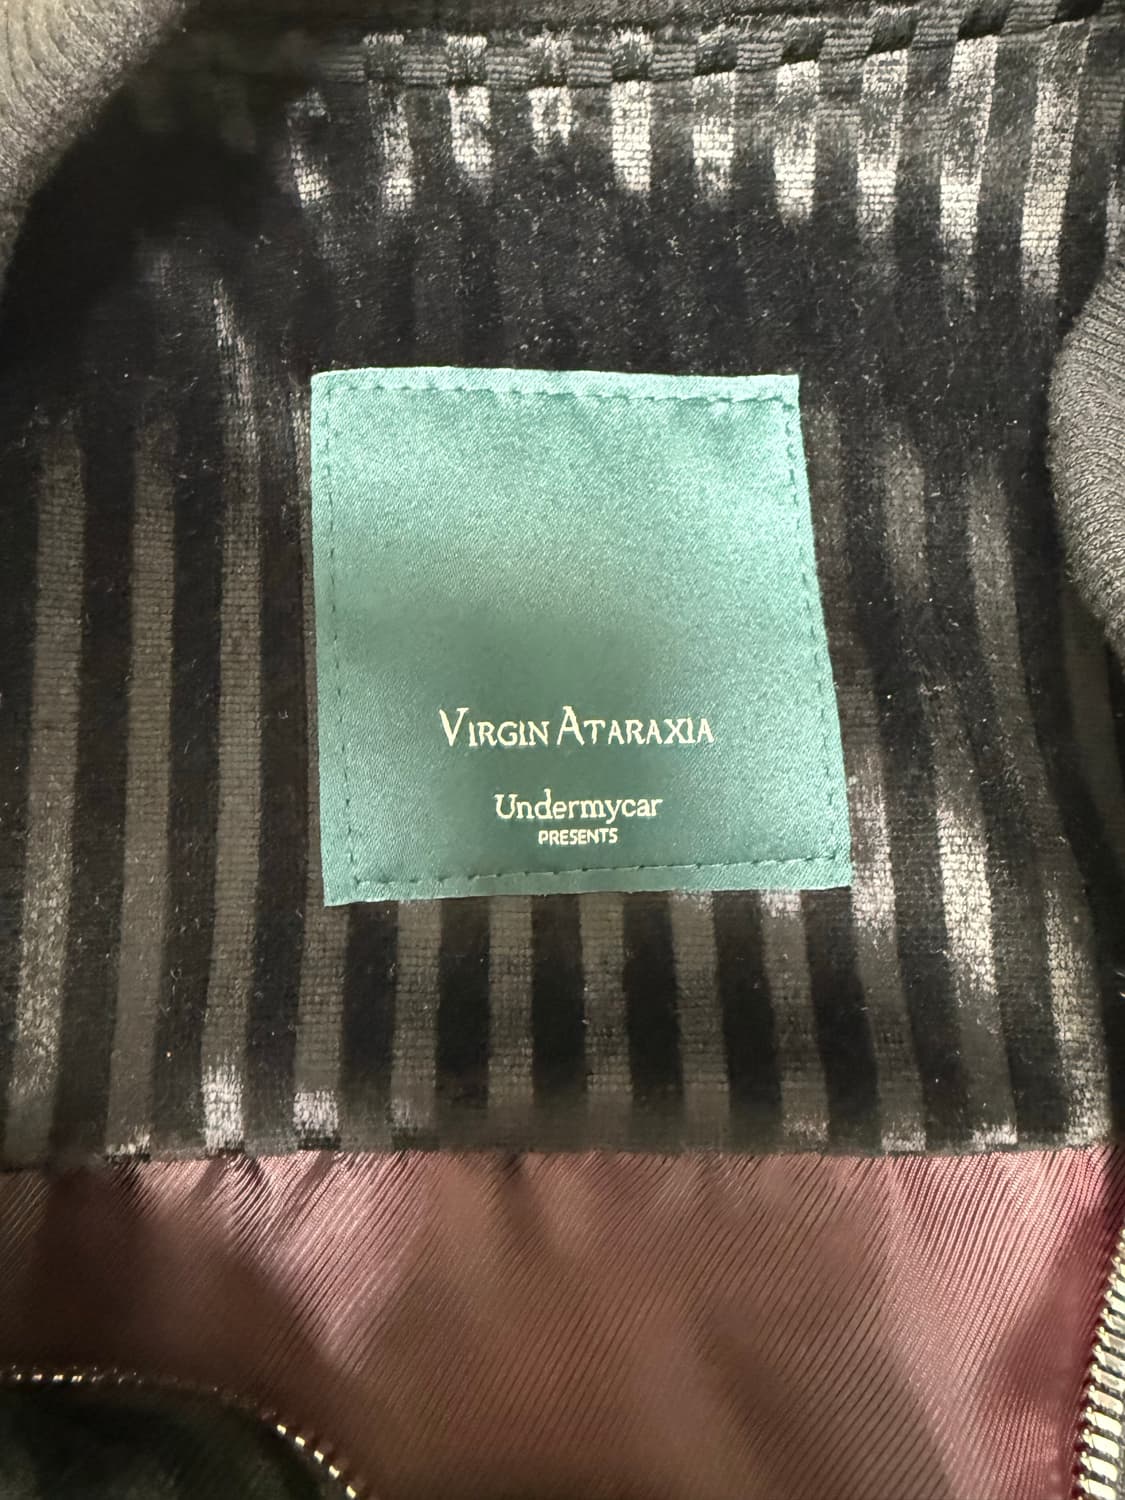 VIRGIN ATARAXIA
Undermycar
PRESENTS